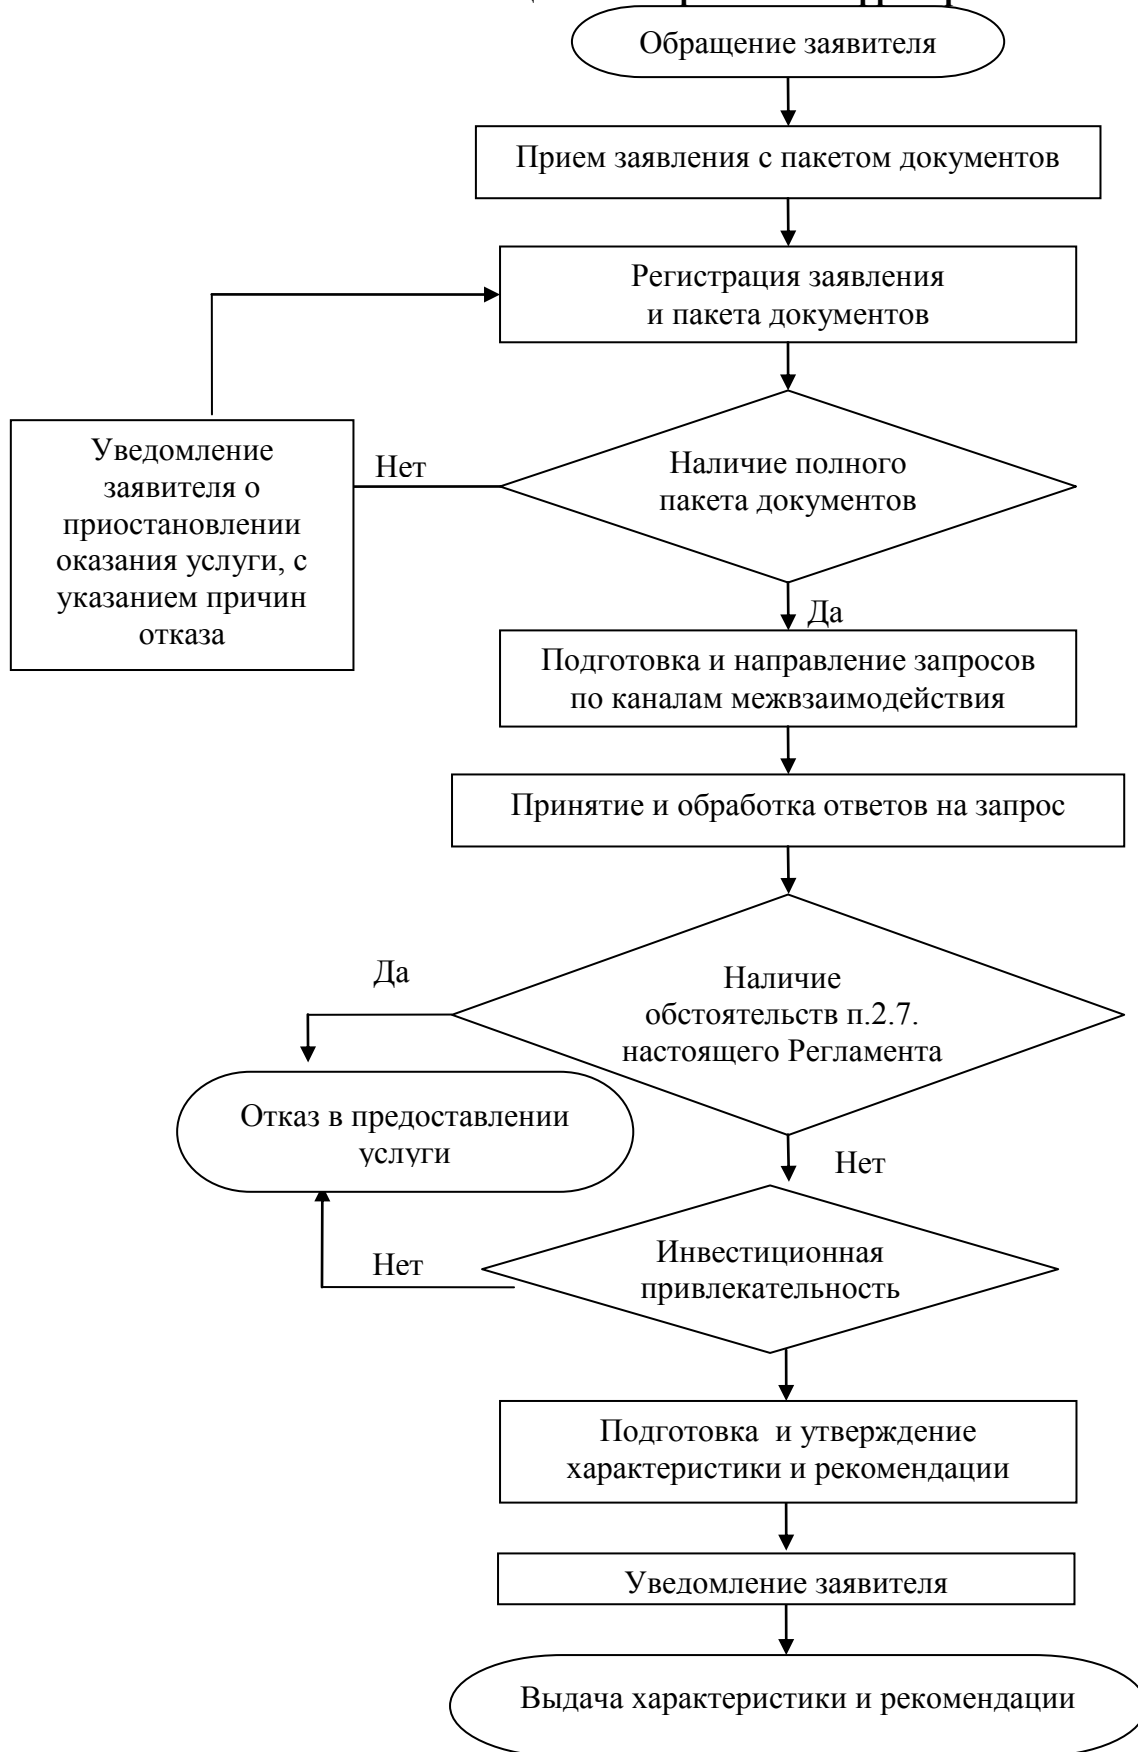 Обращение заявителя
Прием заявления с пакетом документов
Регистрация заявления
и пакета документов
Уведомление
заявителя о
приостановлении
оказания услуги, с
указанием причин
отказа
Нет
Наличие полного
пакета документов
Да
Подготовка и направление запросов
по каналам межвзаимодействия
Принятие и обработка ответов на запрос
Да
Наличие
обстоятельств п.2.7.
настоящего Регламента
Отказ в предоставлении
услуги
Нет
Нет
Инвестиционная
привлекательность
Подготовка  и утверждение
характеристики и рекомендации
Уведомление заявителя
Выдача характеристики и рекомендации